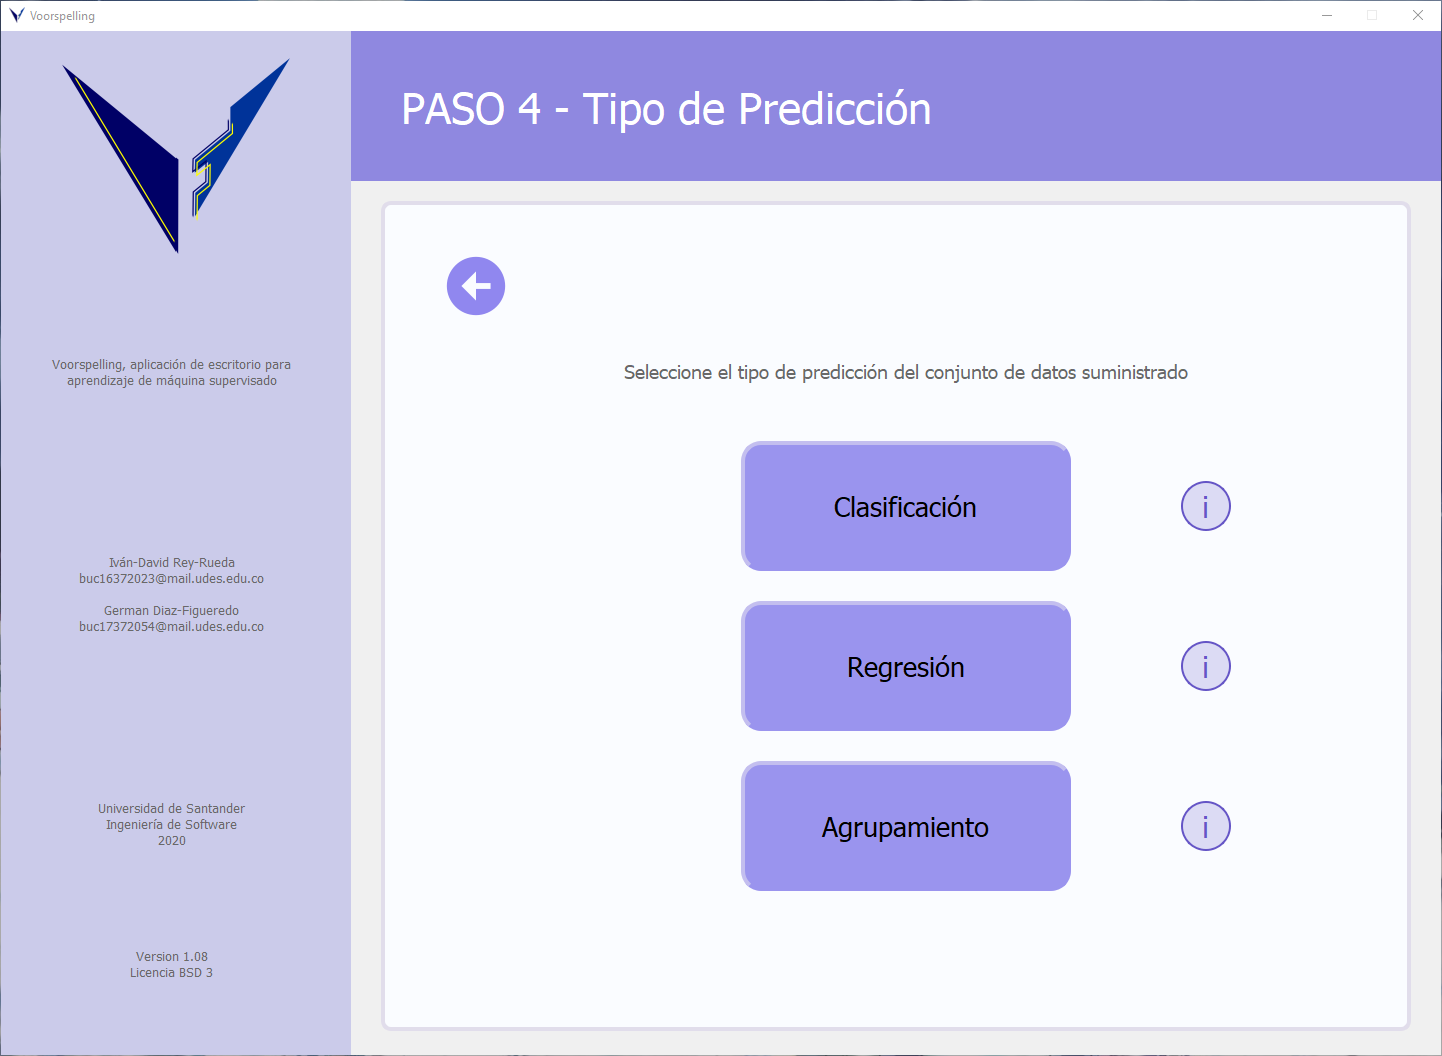 Voorspelling
PASO 4 - Tipo de Predicción
Voorspelling, aplicación de escritorio para
aprendizaje de máquina supervisado
Iván-David Rey-Rueda
buc16372023@mail.udes.edu.co
German Diaz-Figueredo
buc17372054@mail.udes.edu.co
Universidad de Santander
Ingeniería de Software
2020
Version 1.08
Licencia BSD 3
Seleccione el tipo de predicción del conjunto de datos suministrado
Clasificación
i
Regresión
i
Agrupamiento
i